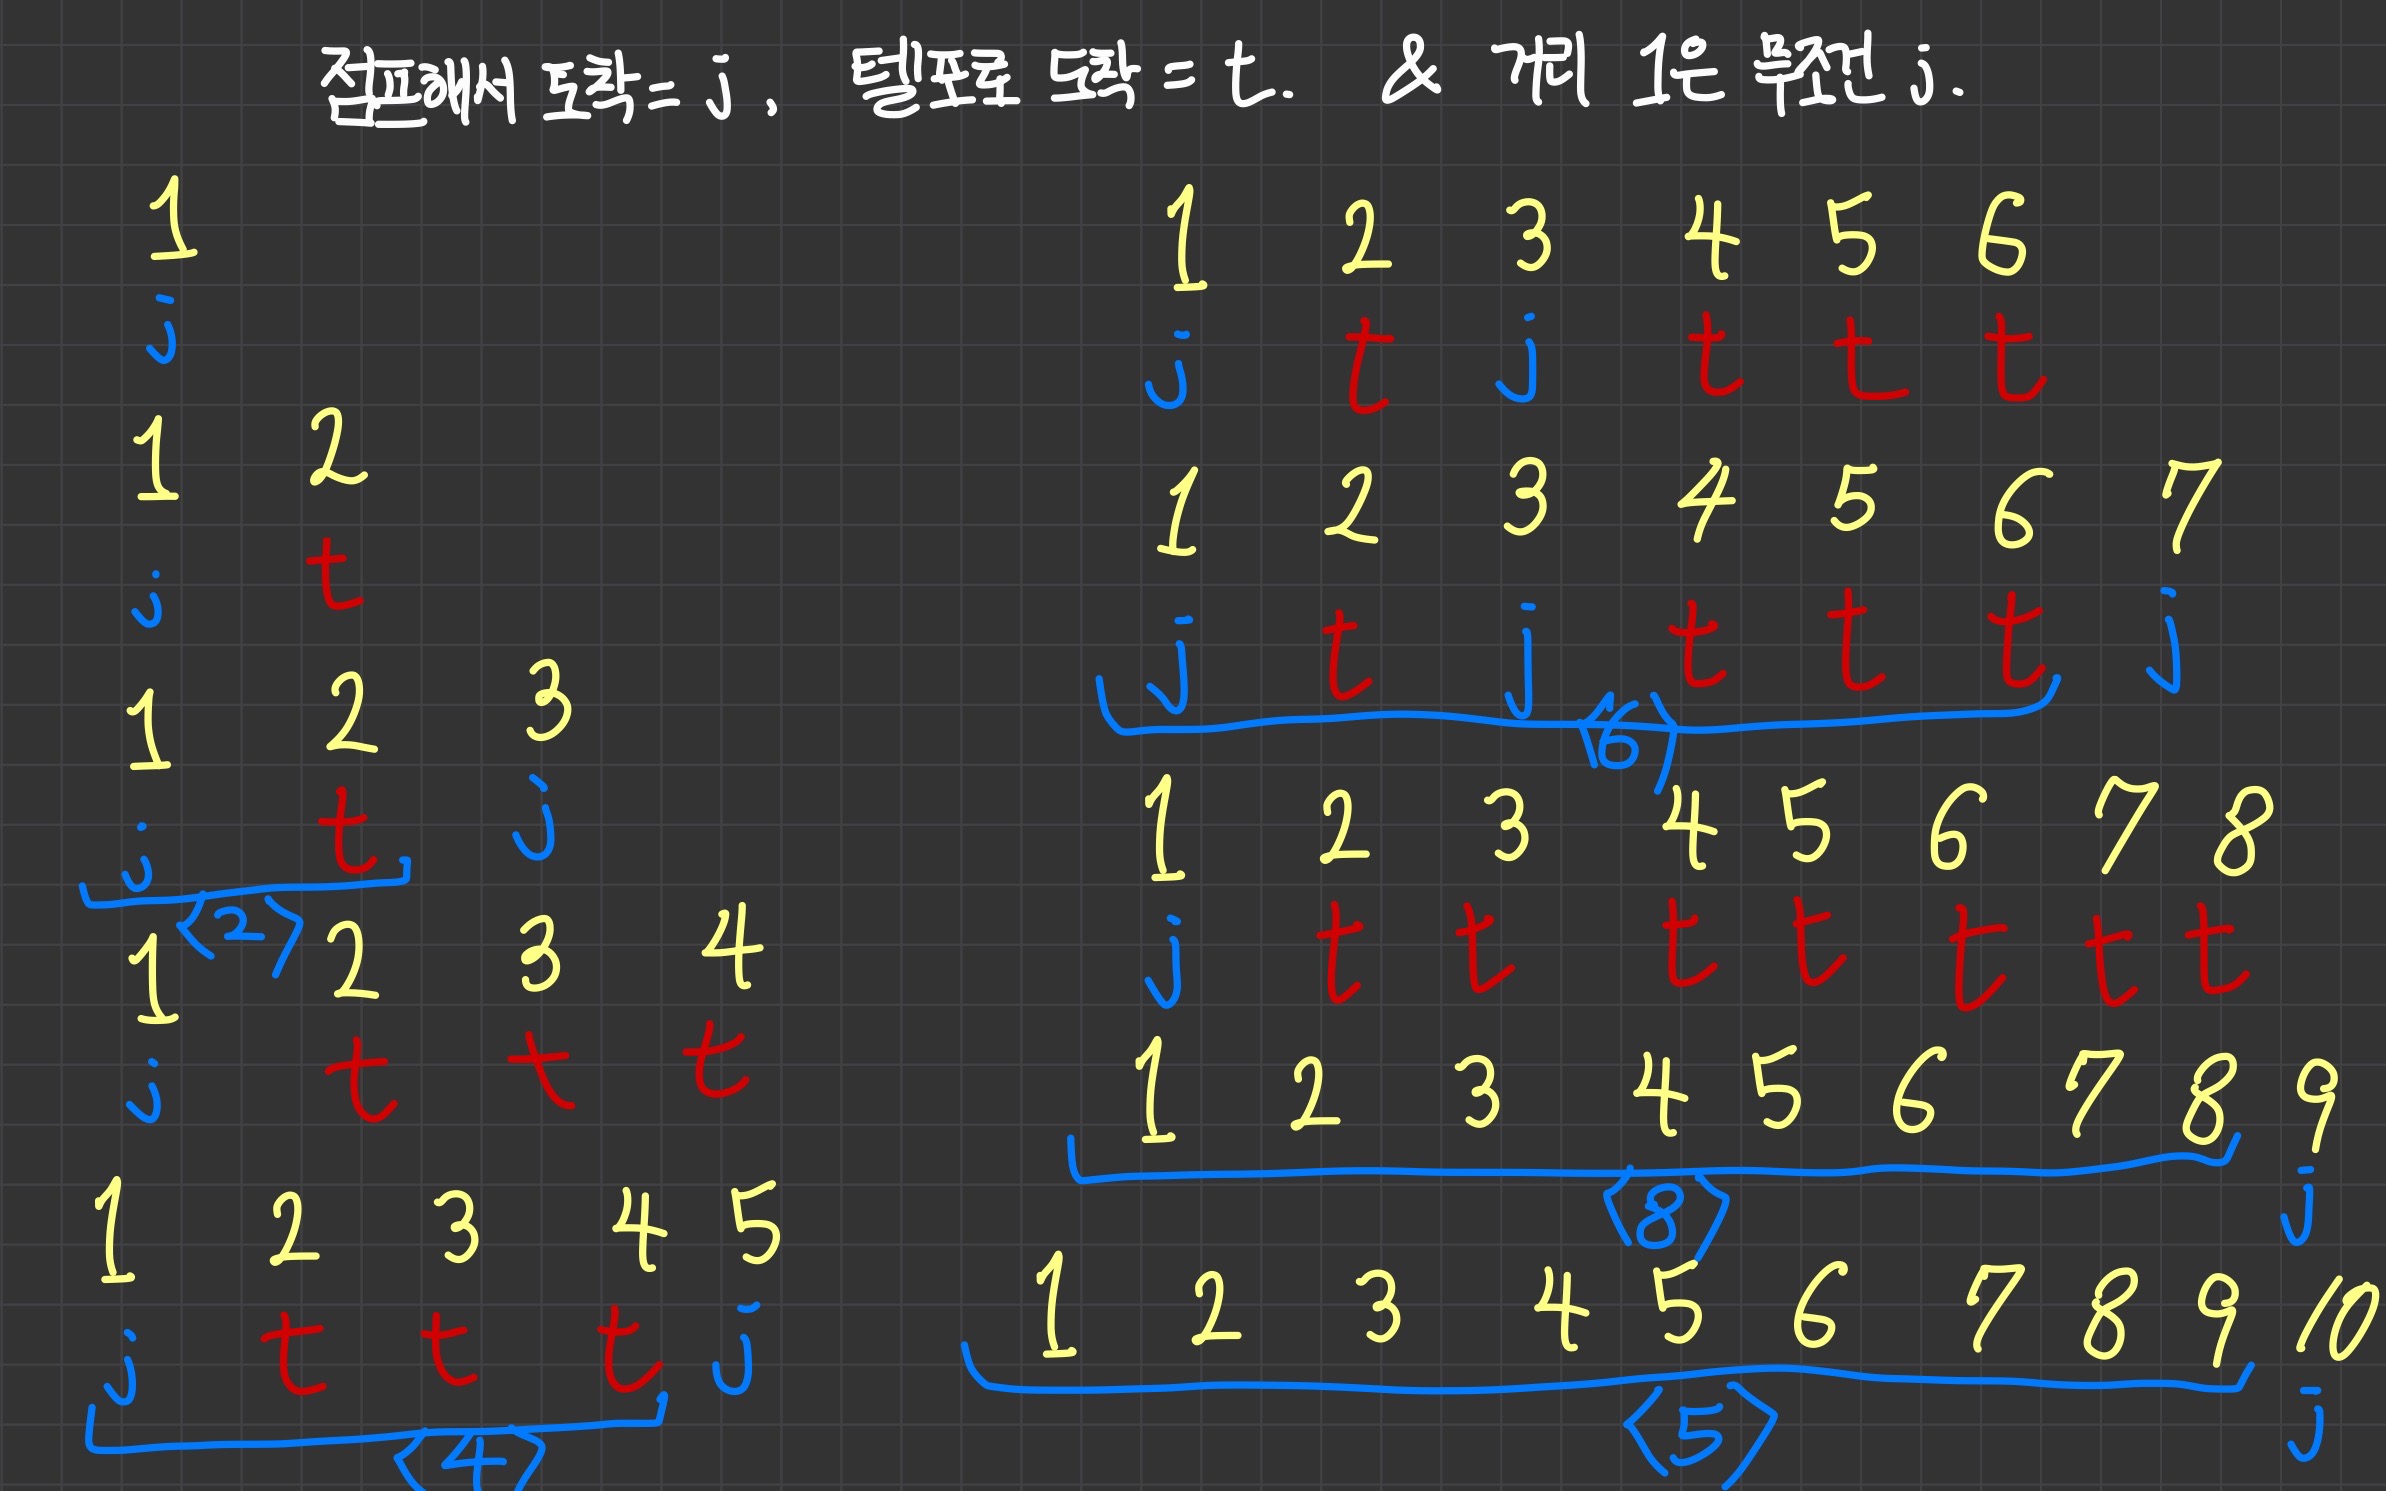 점프에서 도착 = j, 텔포로 도착 = t. & 거리 1은 무조건 j.
1
j
1 2
j t
1 2 3
j t j
<2>
1 2 3 4
j t t t
1 2 3 4 5
j t t t j
<4>
1 2 3 4 5 6
j t j t t t
1 2 3 4 5 6 7
j t j t t t j
<6>
1 2 3 4 5 6 7 8
j t t t t t t t
1 2 3 4 5 6 7 8 9
j
<8>
1 2 3 4 5 6 7 8 9 10
j
<5>